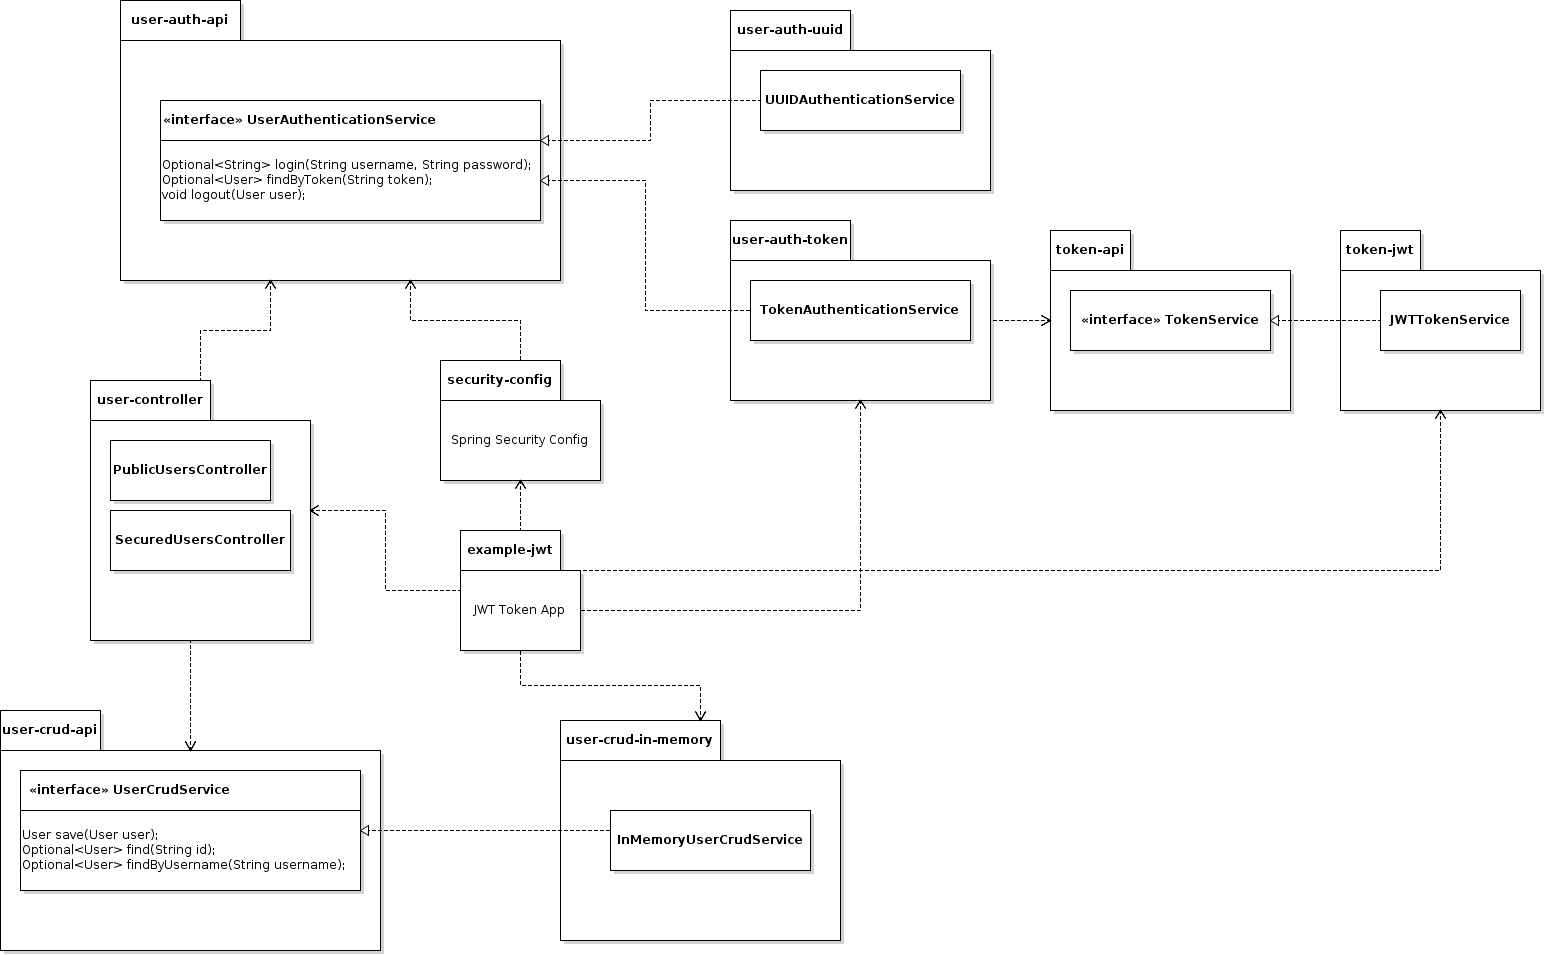 user-auth-api
«interface» UserAuthenticationService
Optional<String> login(String username, String password);
Optional<User> findByToken(String token);
void logout(User user);
user-auth-uuid
UUIDAuthenticationService
user-auth-token
TokenAuthenticationService
token-api
«interface» TokenService
token-jwt
JWTTokenService
user-controller
PublicUsersController
SecuredUsersController
security-config
Spring Security Config
example-jwt
JWT Token App
user-crud-api
«interface» UserCrudService
User save(User user);
Optional<User> find(String id);
Optional<User> findByUsername(String username);
user-crud-in-memory
InMemoryUserCrudService